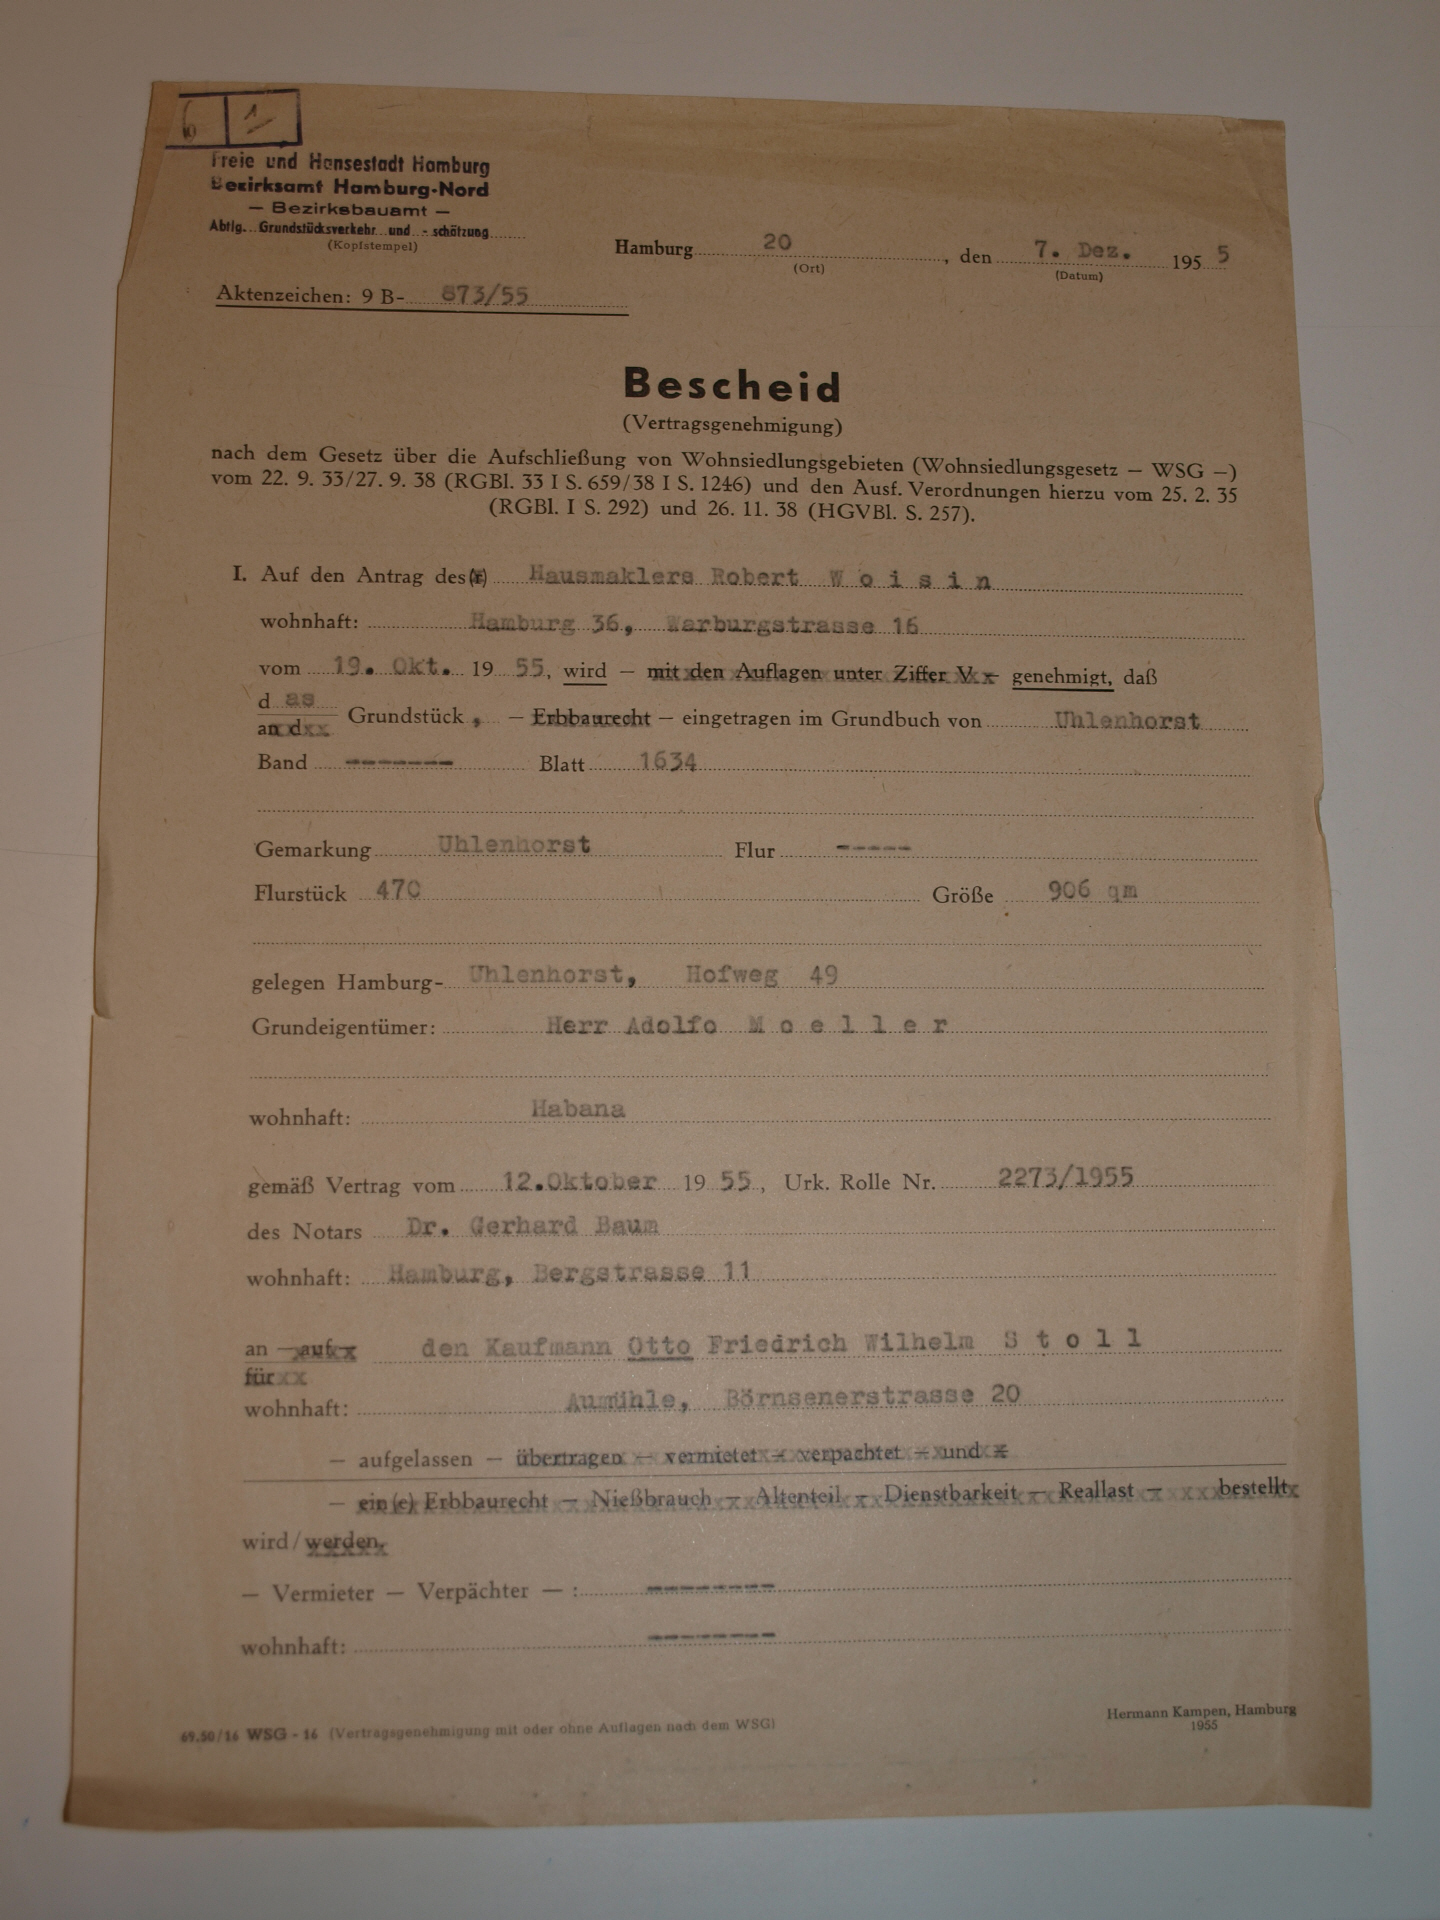 1
Freie und Hansestadt Hamburg
Bezirksamt Hamburg-Nord
— Bezirksbauamt —
Abtlg. Grundstücksverkehr und -schätzung
(Kopfstempel)
Hamburg 20, den 7. Dez. 1955
(Ort) (Datum)
Aktenzeichen: 9 B- 873/55
Bescheid
(Vertragsgenehmigung)
nach dem Gesetz über die Aufschließung von Wohnsiedlungsgebieten (Wohnsiedlungsgesetz — WSG —)
vom 22. 9. 33/27. 9. 38 (RGBl. 33 I S. 659/38 I S. 1246) und den Ausf. Verordnungen hierzu vom 25. 2. 35
(RGBl. I S. 292) und 26. 11. 38 (HGVBl. S. 257).
I. Auf den Antrag des(r) Hausmaklers Robert W o i s i n
wohnhaft: Hamburg 36, Warburgstrasse 16
vom 19. Okt. 19 55, wird — mit den Auflagen unter Ziffer V — genehmigt, daß
d as
an d Grundstück, — Erbbaurecht — eingetragen im Grundbuch von Uhlenhorst
Band -------- Blatt 1634
Gemarkung Uhlenhorst Flur -----
Flurstück 470 Größe 906 qm
gelegen Hamburg- Uhlenhorst, Hofweg 49
Grundeigentümer: Herr Adolfo M o e l l e r
wohnhaft: Habana
gemäß Vertrag vom 12.Oktober 19 55, Urk. Rolle Nr. 2273/1955
des Notars Dr. Gerhard Baum
wohnhaft: Hamburg, Bergstrasse 11
an — auf den Kaufmann Otto Friedrich Wilhelm S t o l l
für
wohnhaft: Aumühle, Börnsenerstrasse 20
— aufgelassen — übertragen — vermietet — verpachtet — und
— ein(e) Erbbaurecht — Nießbrauch — Altenteil — Dienstbarkeit — Reallast — bestellt
wird/werden.
— Vermieter — Verpächter — : --------
wohnhaft: --------
69.50/16 WSG - 16 (Vertragsgenehmigung mit oder ohne Auflagen nach dem WSG)
Hermann Kampen, Hamburg
1955